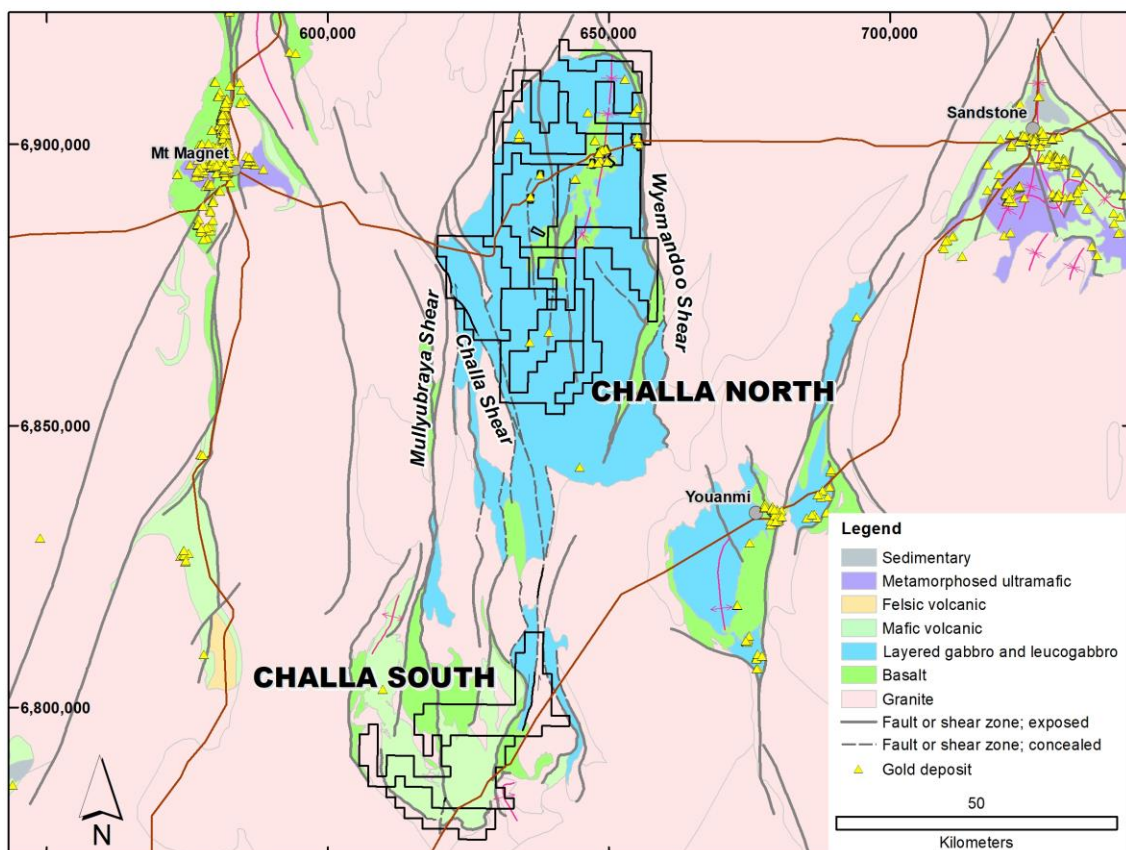 600,000
650,000
700,000
6,900,000
6,850,000
6,800,000
Mt Magnet
Sandstone
Wyemandoo Shear
Mullyubraya Shear
Challa Shear
CHALLA NORTH
Youanmi
CHALLA SOUTH
N
Legend
Sedimentary
Metamorphosed ultramafic
Felsic volcanic
Mafic volcanic
Layered gabbro and leucogabbro
Basalt
Granite
Fault or shear zone; exposed
Fault or shear zone; concealed
Gold deposit
50
Kilometers